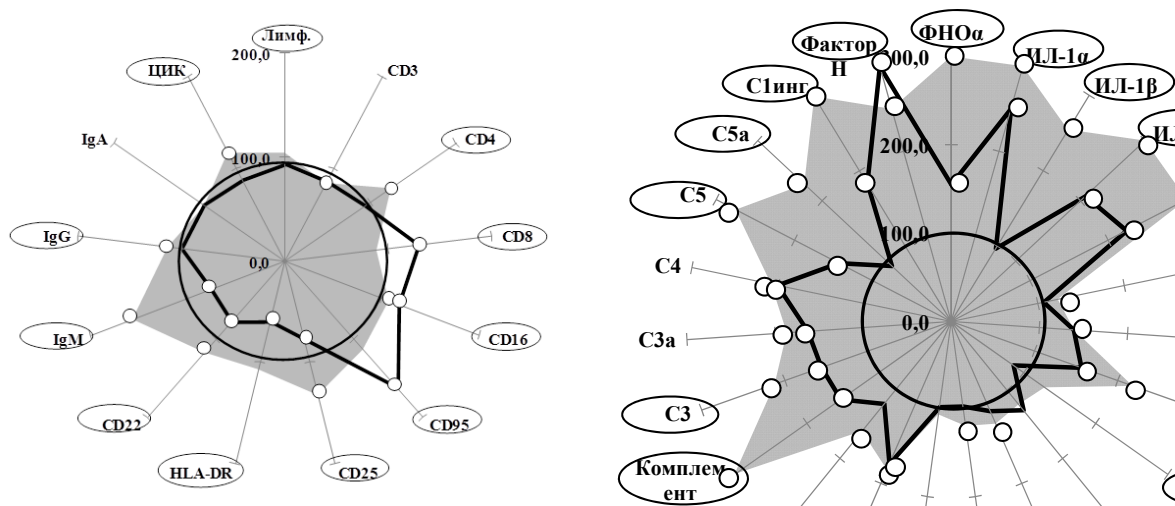 Лимф.
200,0
ЦИК
CD3
IgA
100,0
CD4
IgG
0,0
CD8
IgM
CD16
CD22
CD95
HLA-DR
CD25
ФНОα
300,0
Фактор
Н
ИЛ-1α
С1инг
ИЛ-1β
С5а
200,0
С5
100,0
С4
0,0
С3а
С3
Комплем
ент